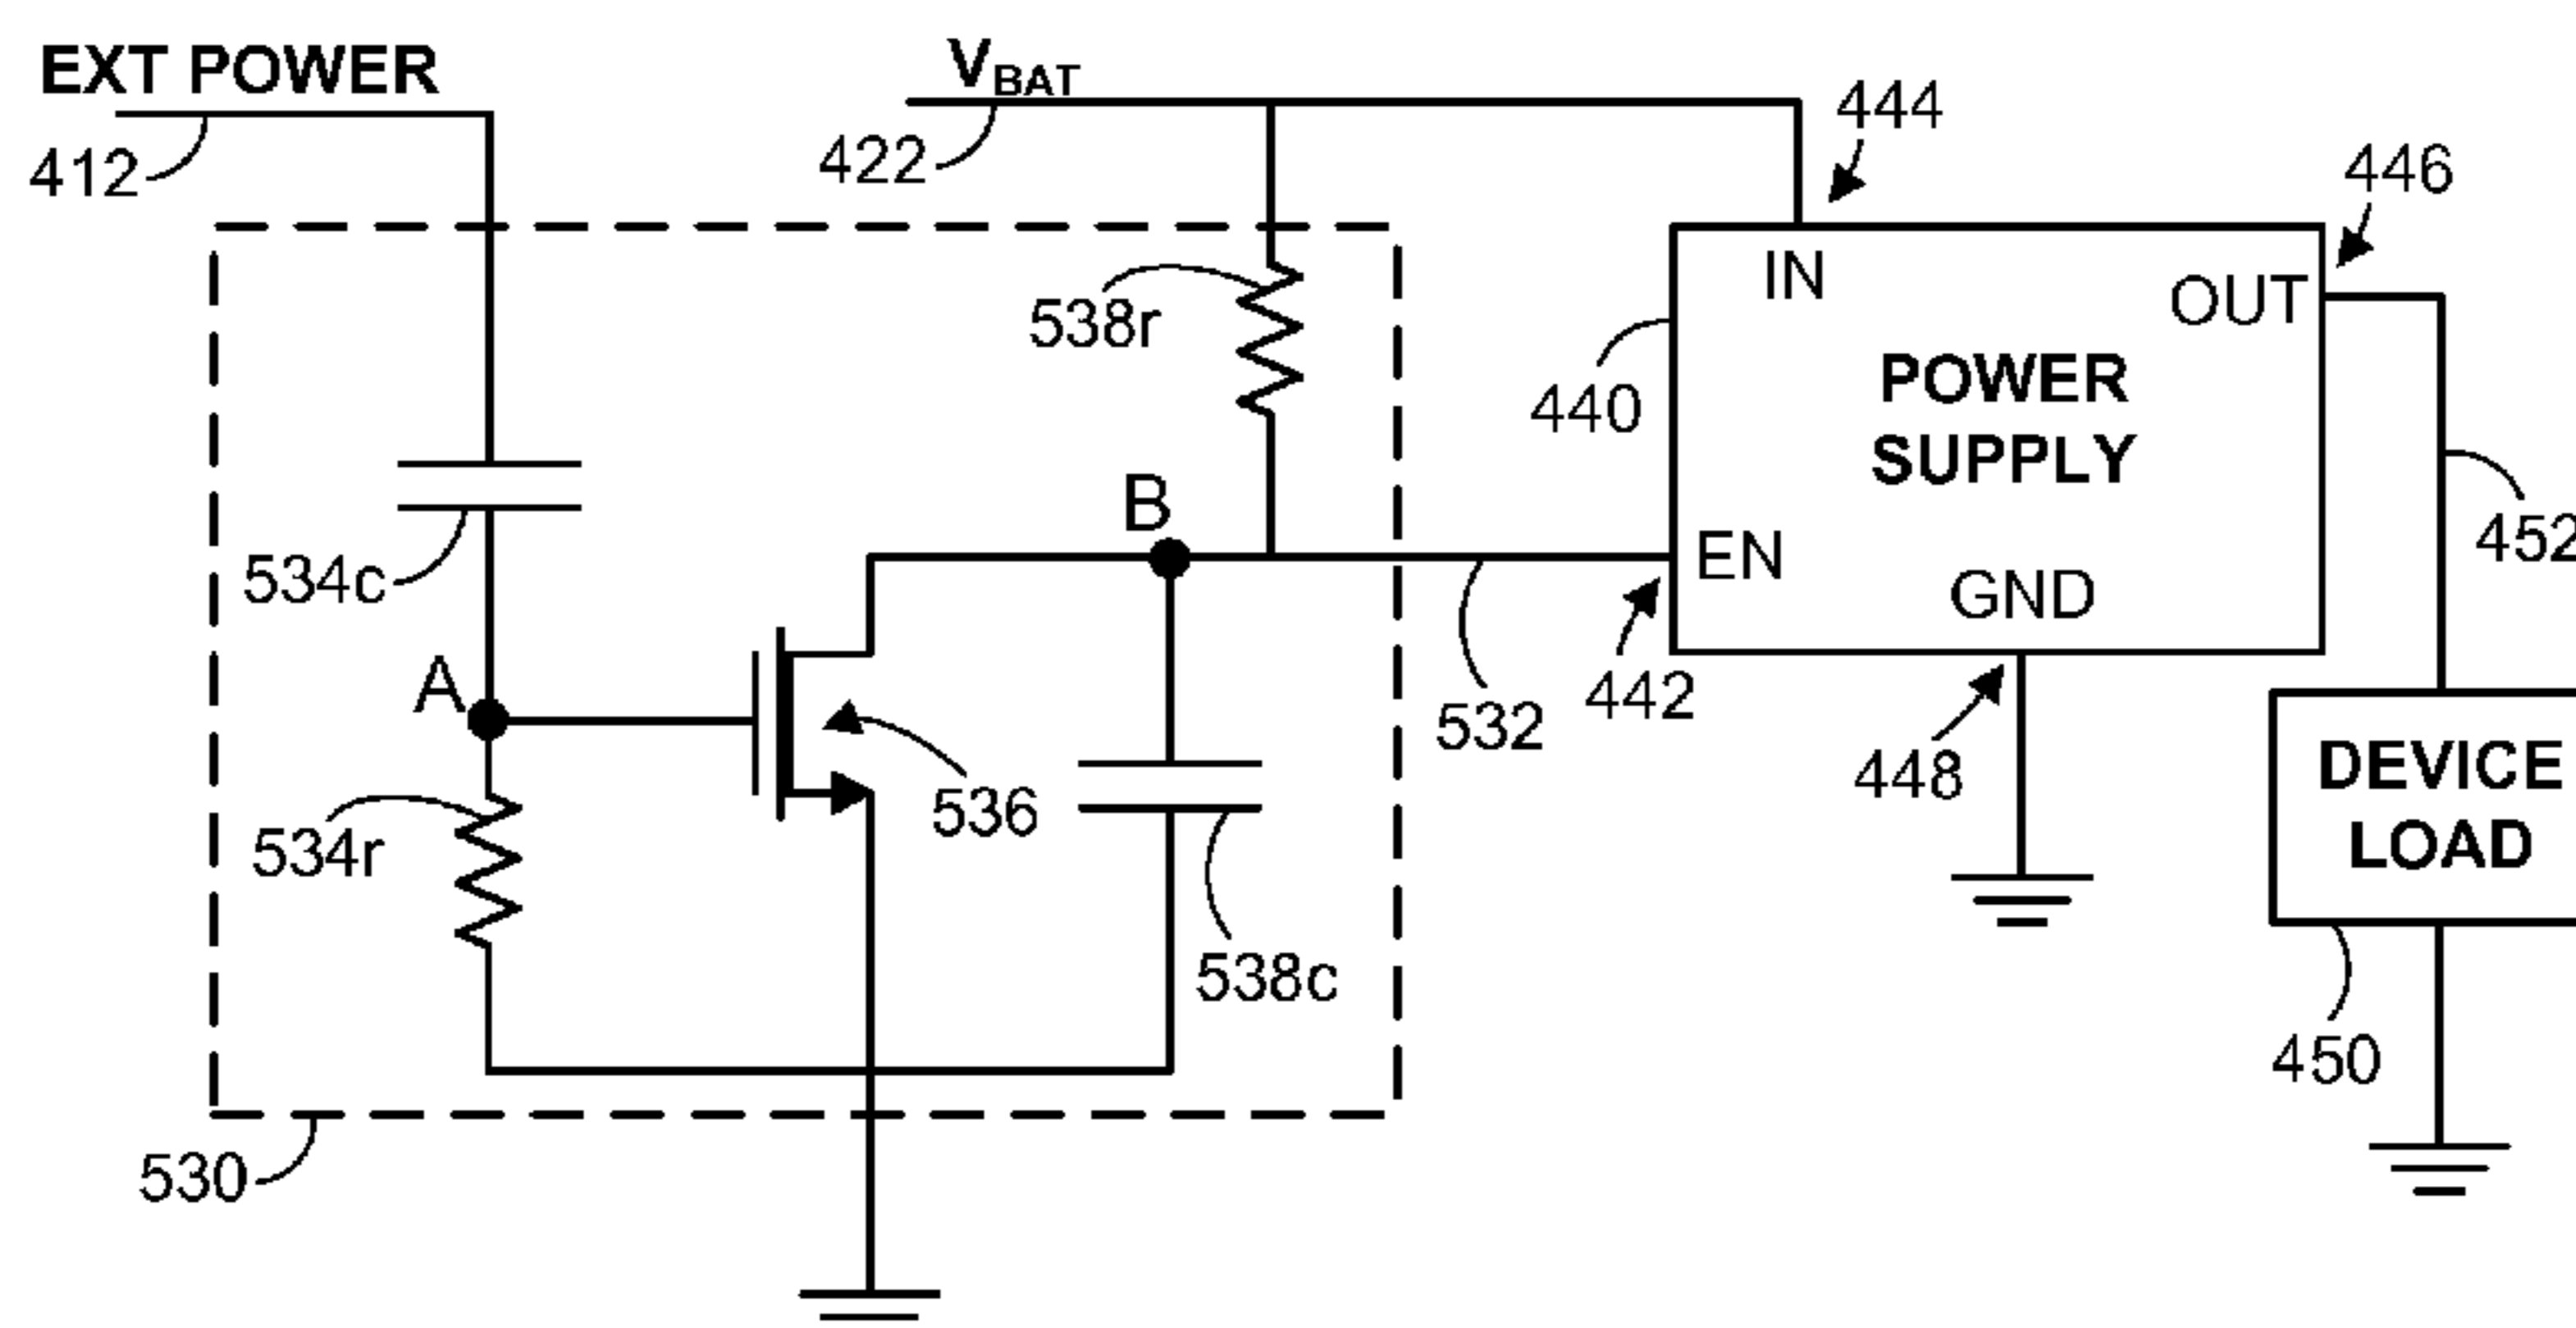 EXT POWER
412
VBAT
422
444
446
IN
OUT
538r
440
POWER
SUPPLY
452
B
EN
534c
GND
442
A
532
448
DEVICE
LOAD
536
534r
538c
450
530